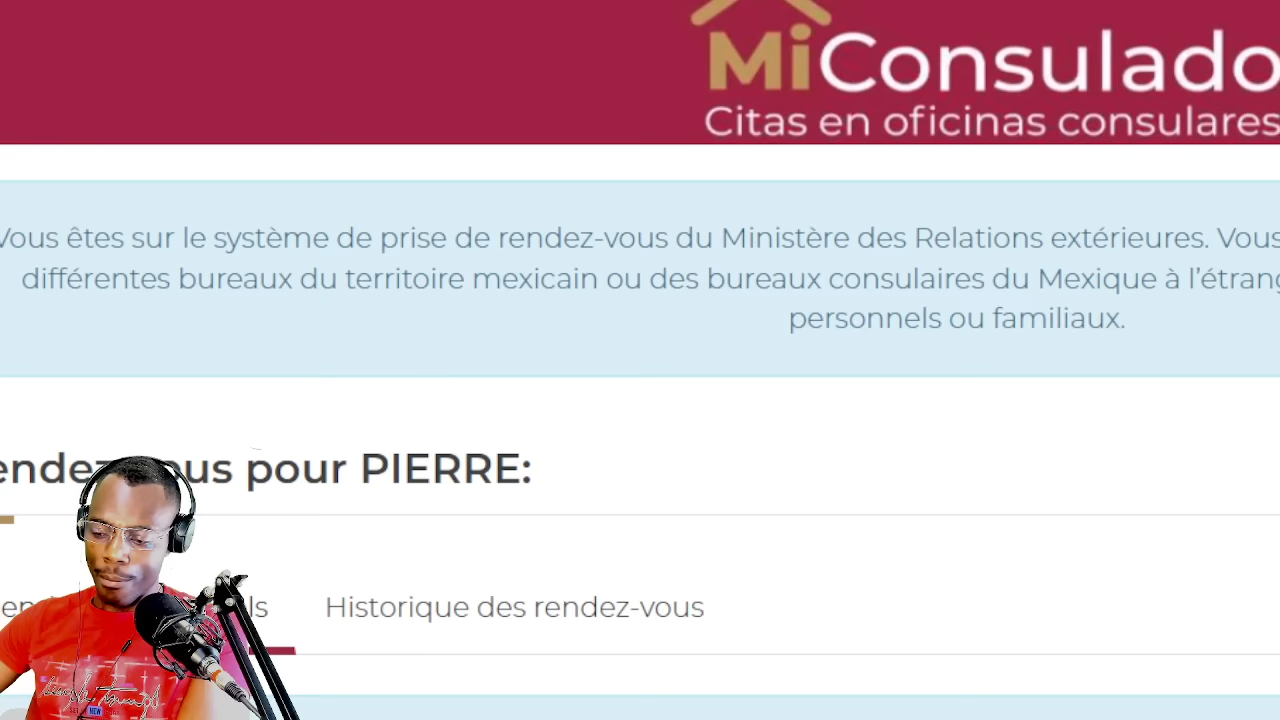 MiConsulado
Citas en oficinas consulares
Vous êtes sur le système de prise de rendez-vous du Ministère des Relations extérieures. Vous
différentes bureaux du territoire mexicain ou des bureaux consulaires du Mexique à l'étrang
personnels ou familiaux.
pour PIERRE:
Historique des rendez-vous
NEW